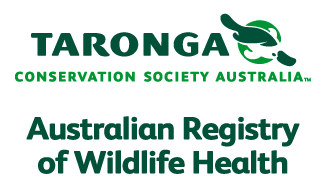 TARONGA
CONSERVATION SOCIETY AUSTRALIA™
Australian Registry
of Wildlife Health